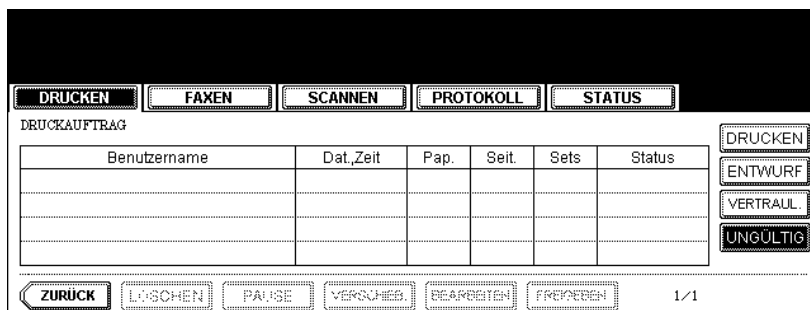 DRUCKEN FAXEN SCANNEN PROTOKOLL STATUS
DRUCKAUFTRAG
DRUCKEN
Benutzername Dat.,Zeit Pap. Seit. Sets Status
ENTWURF
VERTRAUL.
UNGÜLTIG
ZURÜCK LÖSCHEN PAUSE VERSCHIEB. BEARBEITEN FREIGEBEN 1/1